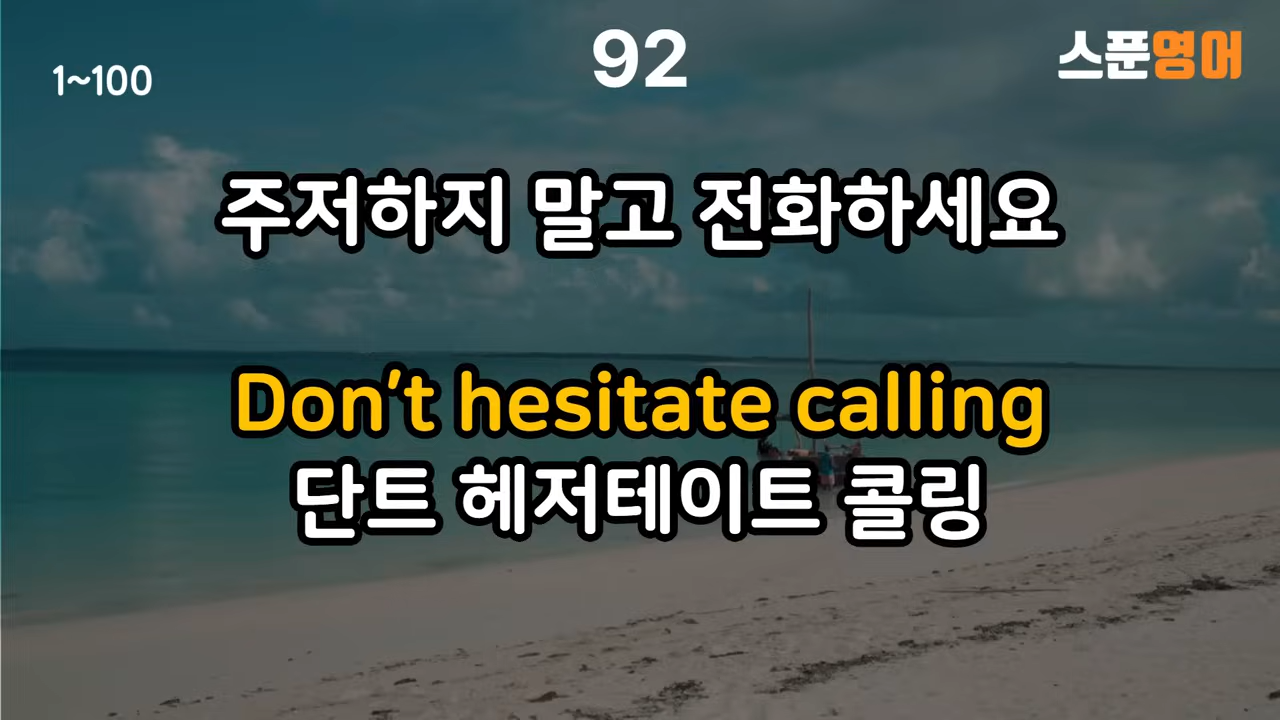 1~100
92
스푼영어
주저하지 말고 전화하세요
Don't hesitate calling
단트 헤저테이트 콜링